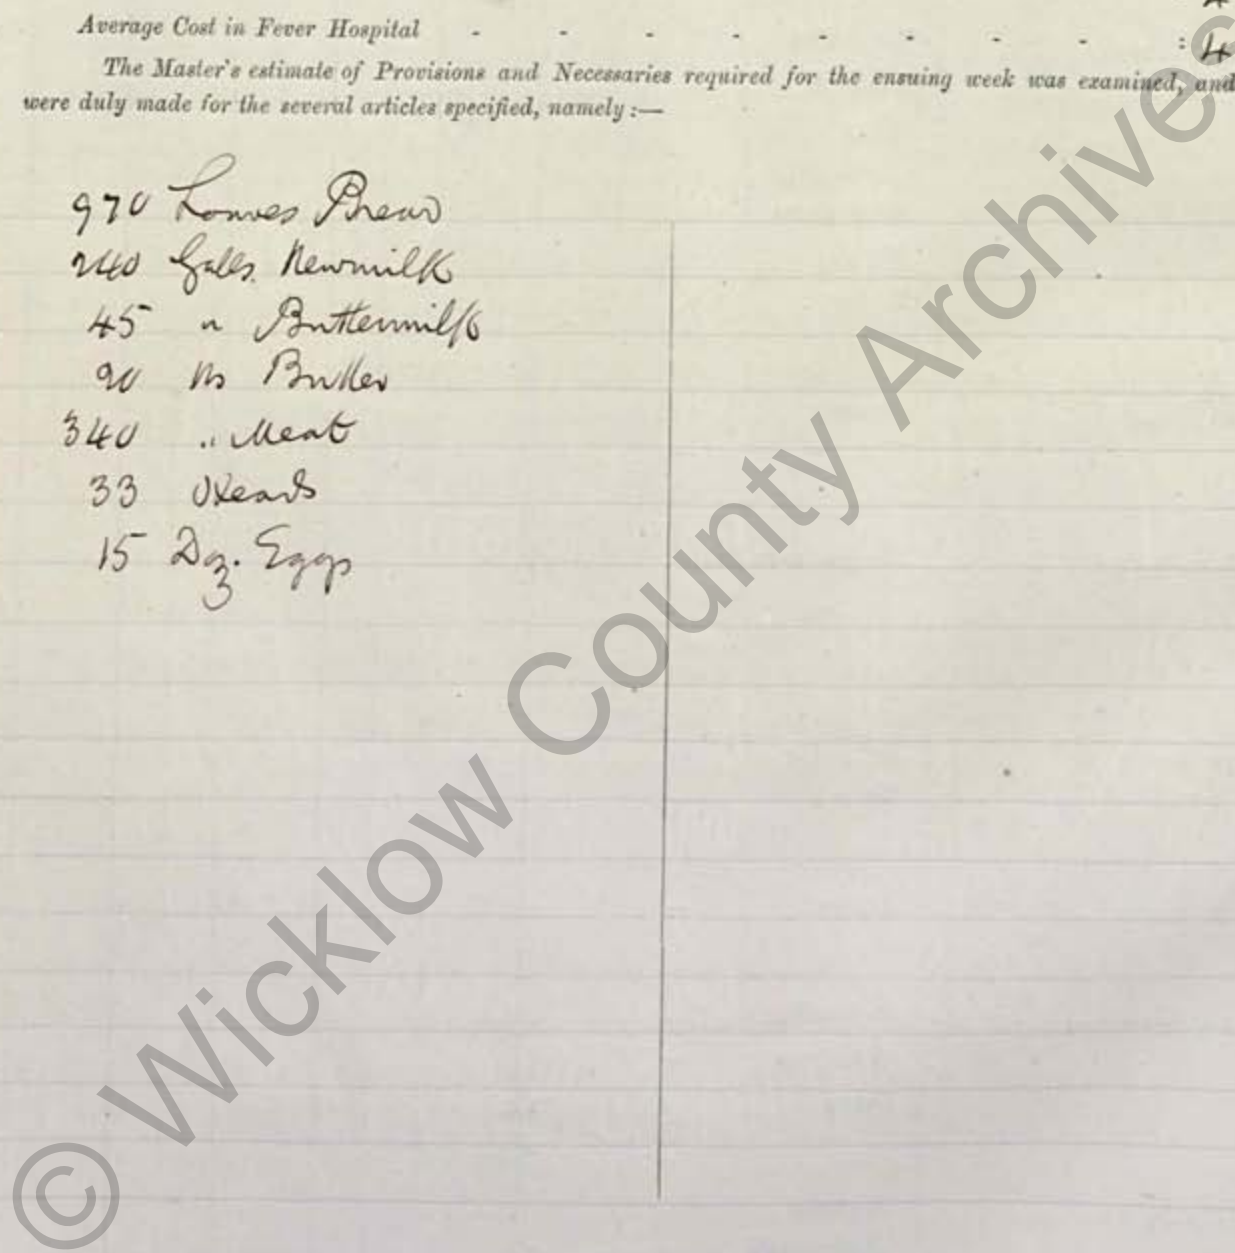 Average Cost in Fever Hospital - - - - - - - - : 4
The Master's estimate of Provisions and Necessaries required for the ensuing week was examined, and
were duly made for the several articles specified, namely :—
970 Loaves Bread
240 Galls. Newmilk
45 " Buttermilk
90 lbs Butter
340 " Meat
33 Oxheads
15 Doz. Eggs
© Wicklow County Archives